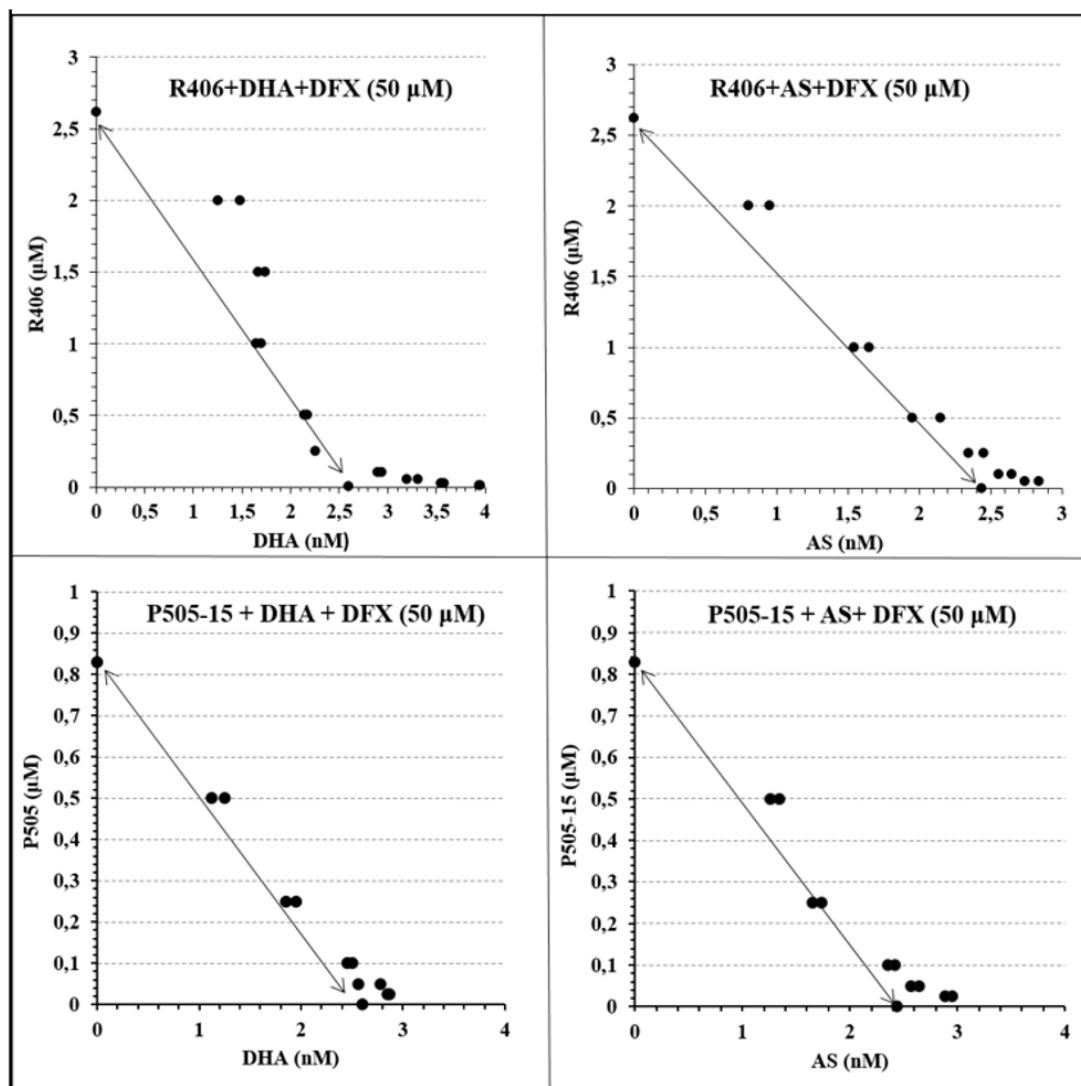 R406+DHA+DFX (50 µM)
3
2,5
2
1,5
1
0,5
0
R406 (µM)
0 0,5 1 1,5 2 2,5 3 3,5 4
DHA (nM)
R406+AS+DFX (50 µM)
3
2,5
2
1,5
1
0,5
0
R406 (µM)
0 0,5 1 1,5 2 2,5 3
AS (nM)
P505-15 + DHA + DFX (50 µM)
1
0,9
0,8
0,7
0,6
0,5
0,4
0,3
0,2
0,1
0
P505 (µM)
0 1 2 3 4
DHA (nM)
P505-15 + AS+ DFX (50 µM)
1
0,9
0,8
0,7
0,6
0,5
0,4
0,3
0,2
0,1
0
P505-15 (µM)
0 1 2 3 4
AS (nM)